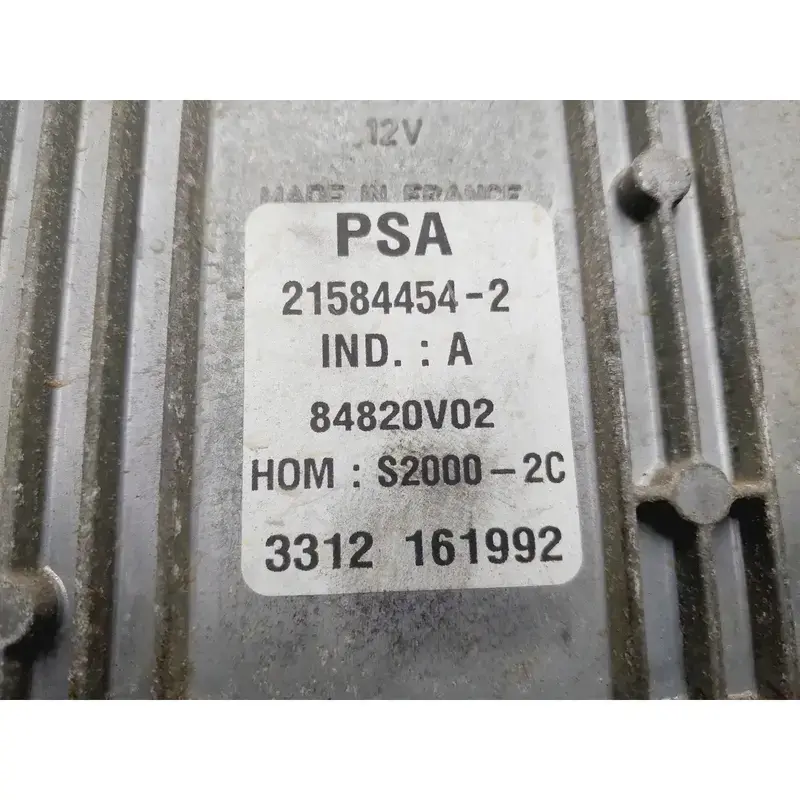 12V
MADE IN FRANCE
PSA
21584454-2
IND. : A
84820V02
HOM : S2000-2C
3312 161992